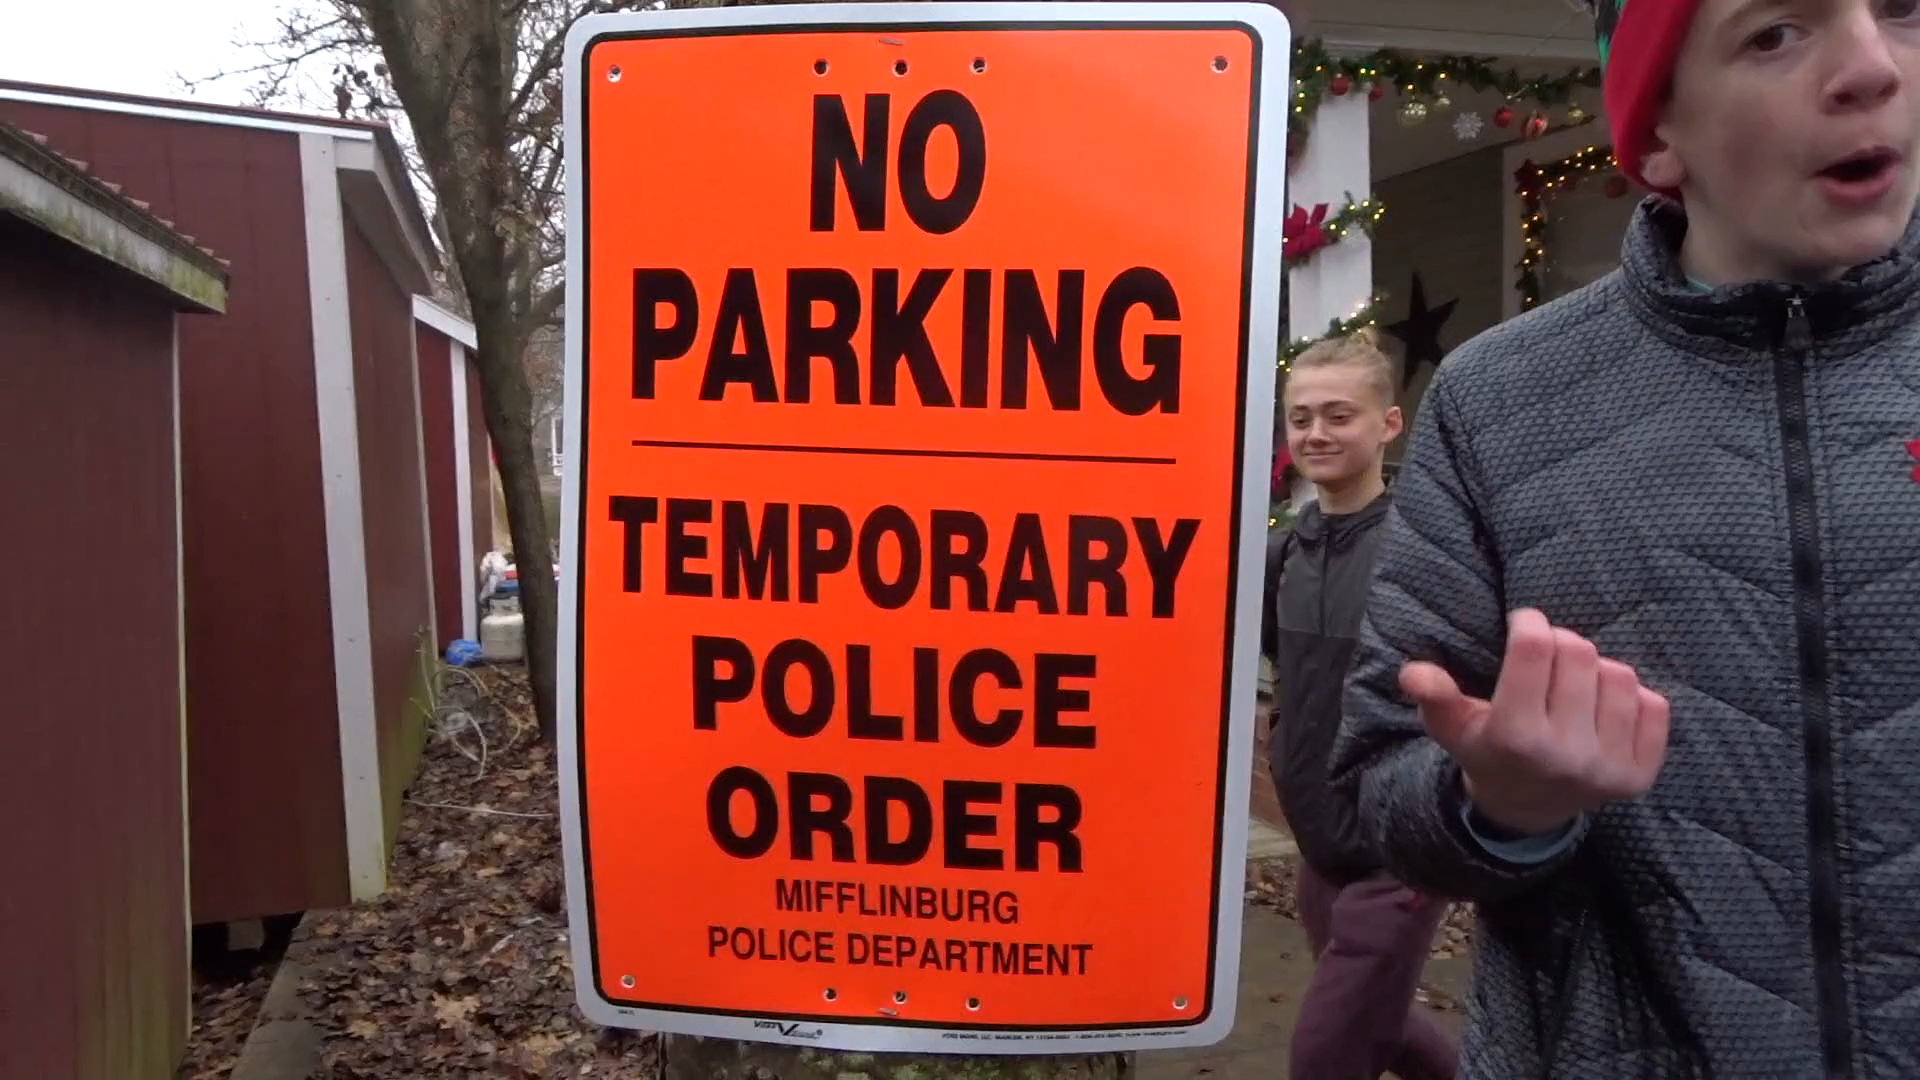 NO
PARKING
TEMPORARY
POLICE
ORDER
MIFFLINBURG
POLICE DEPARTMENT